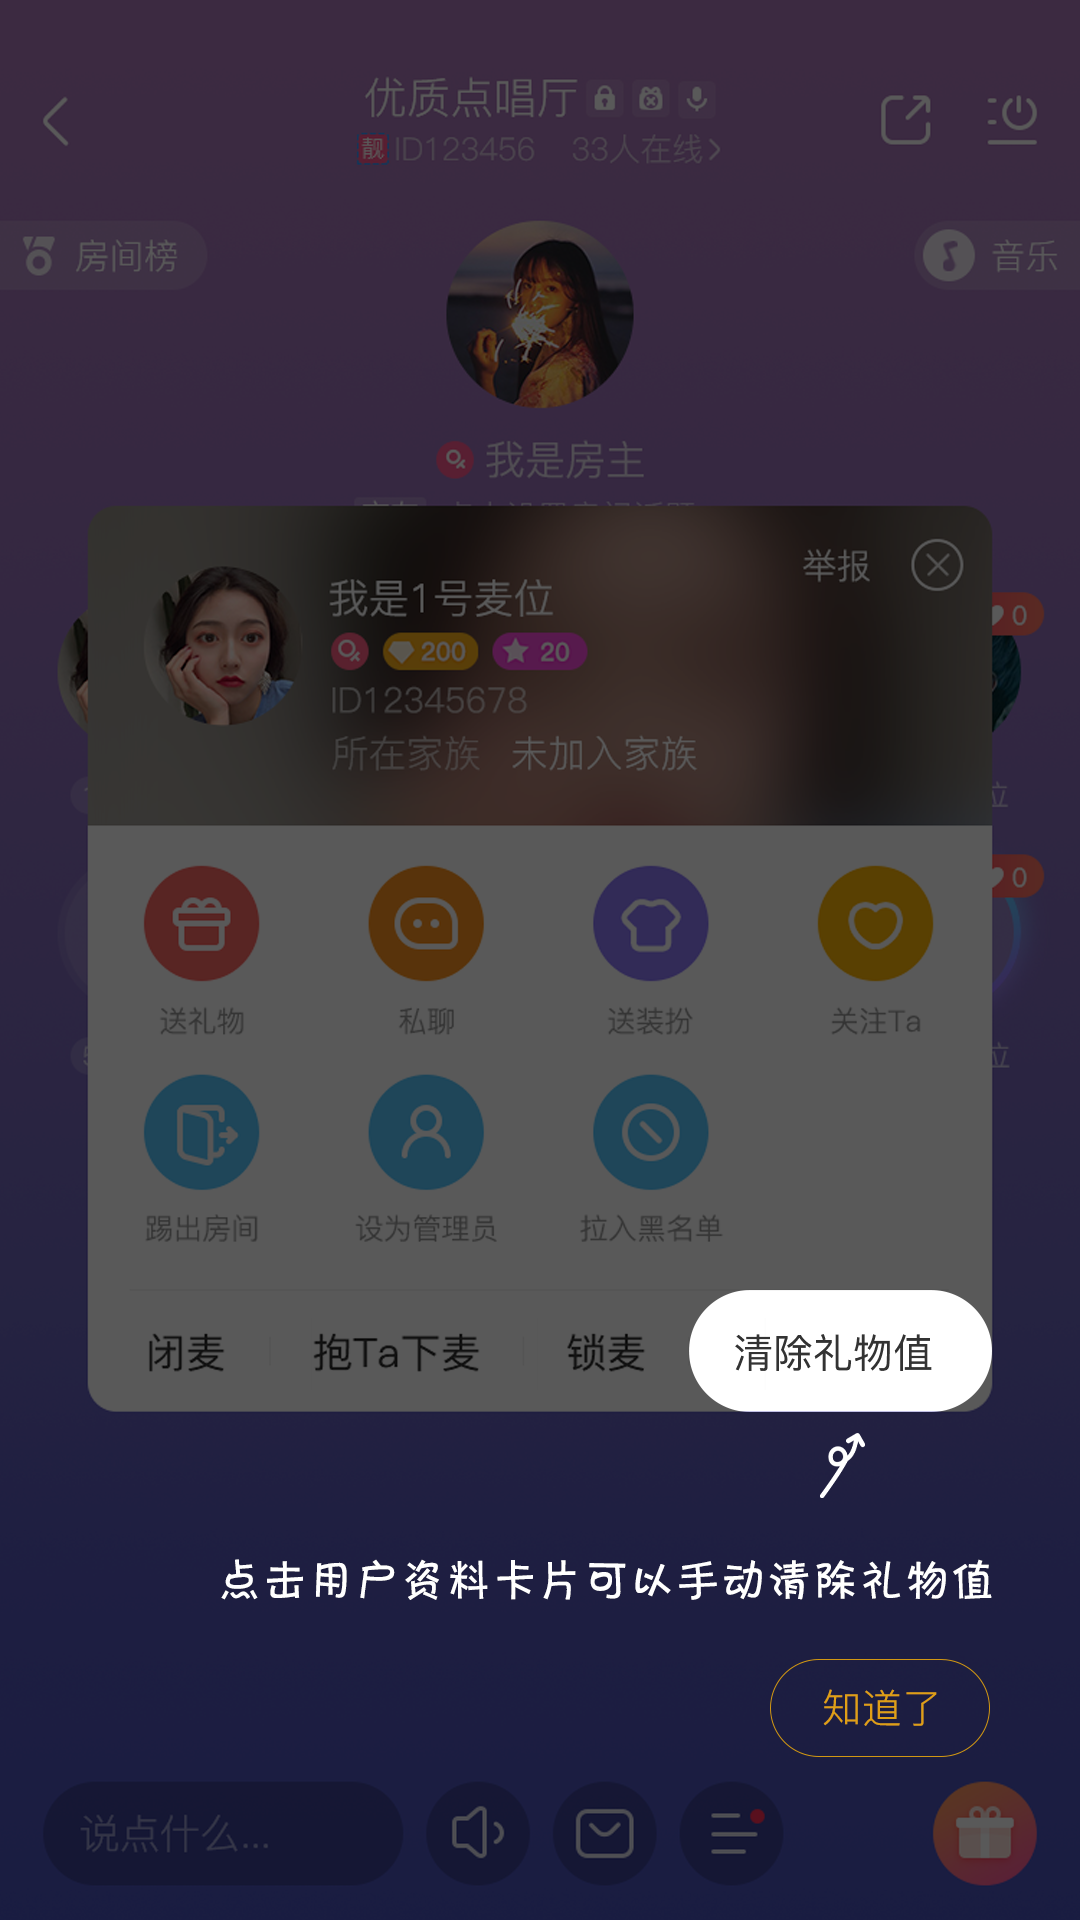 优质点唱厅
靓 ID123456 33人在线
房间榜
音乐
我是房主
举报
我是1号麦位
200 20
0
ID12345678
所在家族 未加入家族
位
0
送礼物 私聊 送装扮 关注Ta
位
踢出房间 设为管理员 拉入黑名单
闭麦 抱Ta下麦 锁麦 清除礼物值
点击用户资料卡片可以手动清除礼物值
知道了
说点什么...